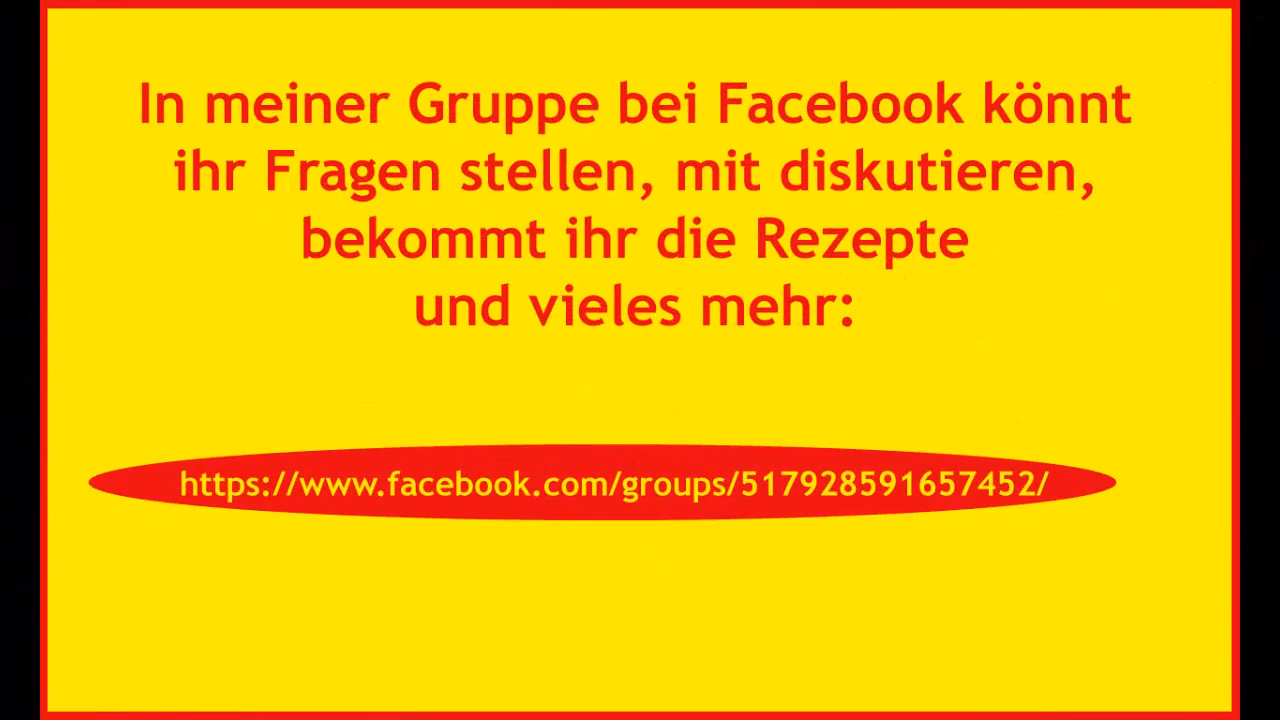 In meiner Gruppe bei Facebook könnt
ihr Fragen stellen, mit diskutieren,
bekommt ihr die Rezepte
und vieles mehr:
https://www.facebook.com/groups/517928591657452/